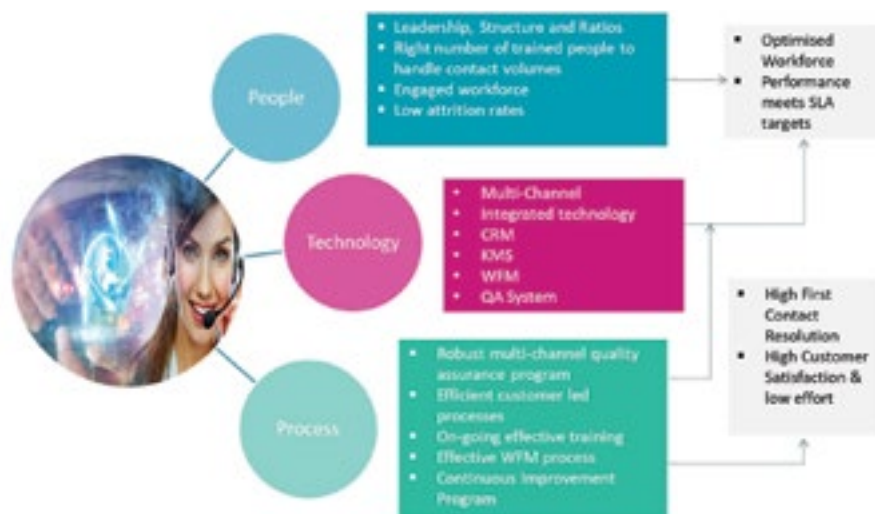 People
Leadership, Structure and Ratios
Right number of trained people to
handle contact volumes
Engaged workforce
Low attrition rates
Optimised
Workforce
Performance
meets SLA
targets
Technology
Multi-Channel
Integrated technology
CRM
KMS
WFM
QA System
High First
Contact
Resolution
High Customer
Satisfaction &
low effort
Process
Robust multi-channel quality
assurance program
Efficient customer led
processes
On-going effective training
Effective WFM process
Continuous Improvement
Program